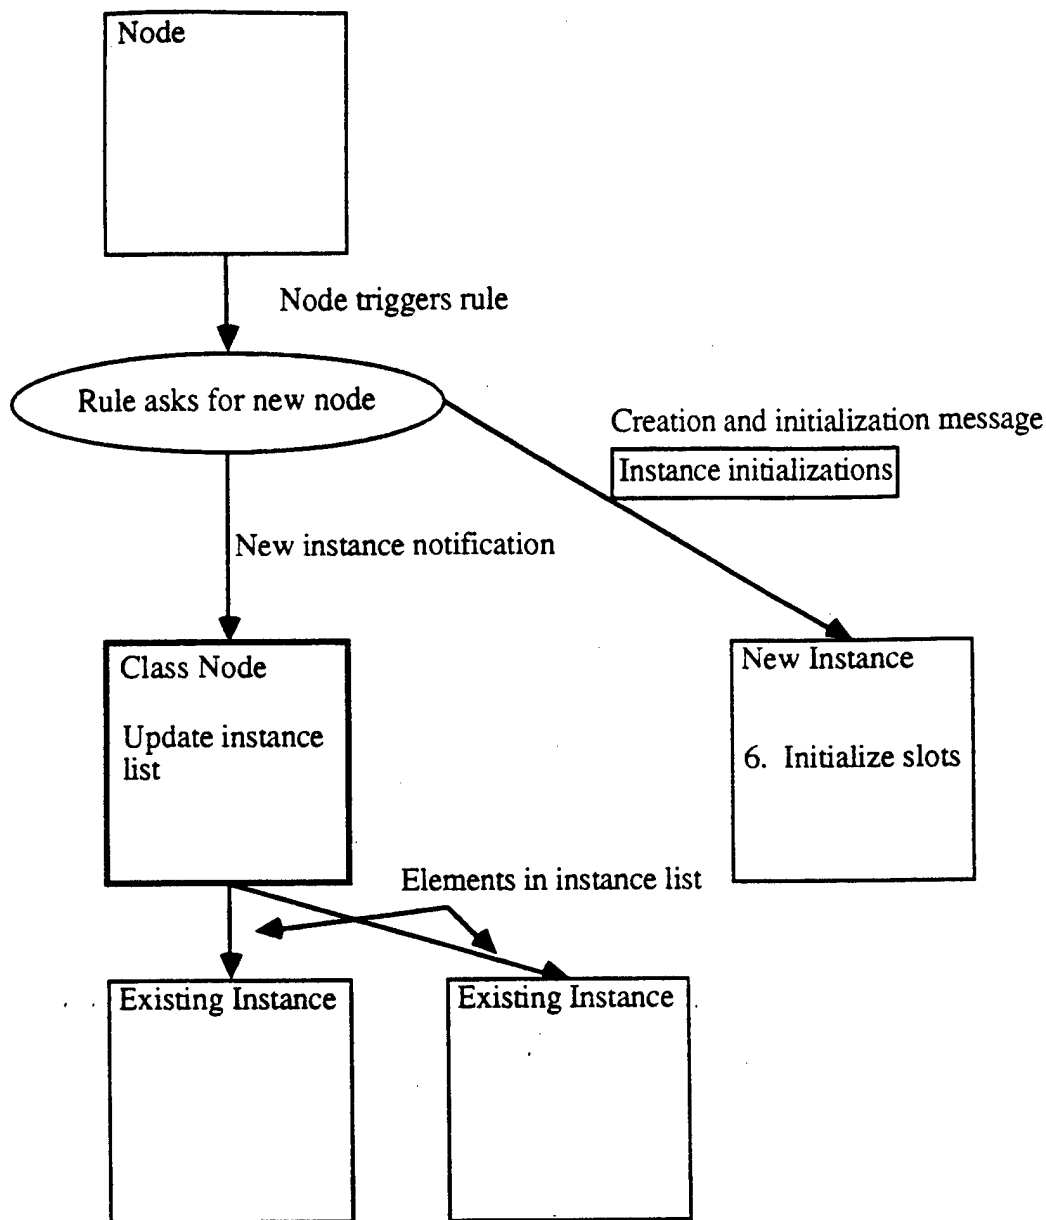 Node
Node triggers rule
Rule asks for new node
Creation and initialization message
Instance initializations
New instance notification
Class Node
Update instance
list
New Instance
6. Initialize slots
Elements in instance list
Existing Instance
Existing Instance